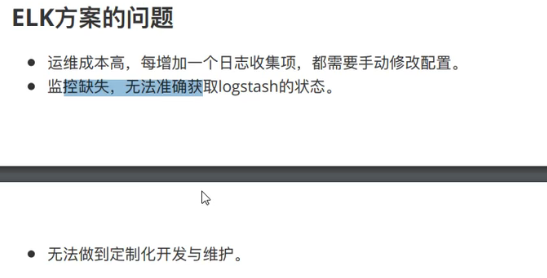 ELK方案的问题
运维成本高，每增加一个日志收集项，都需要手动修改配置。
监控缺失，无法准确获取logstash的状态。
无法做到定制化开发与维护。